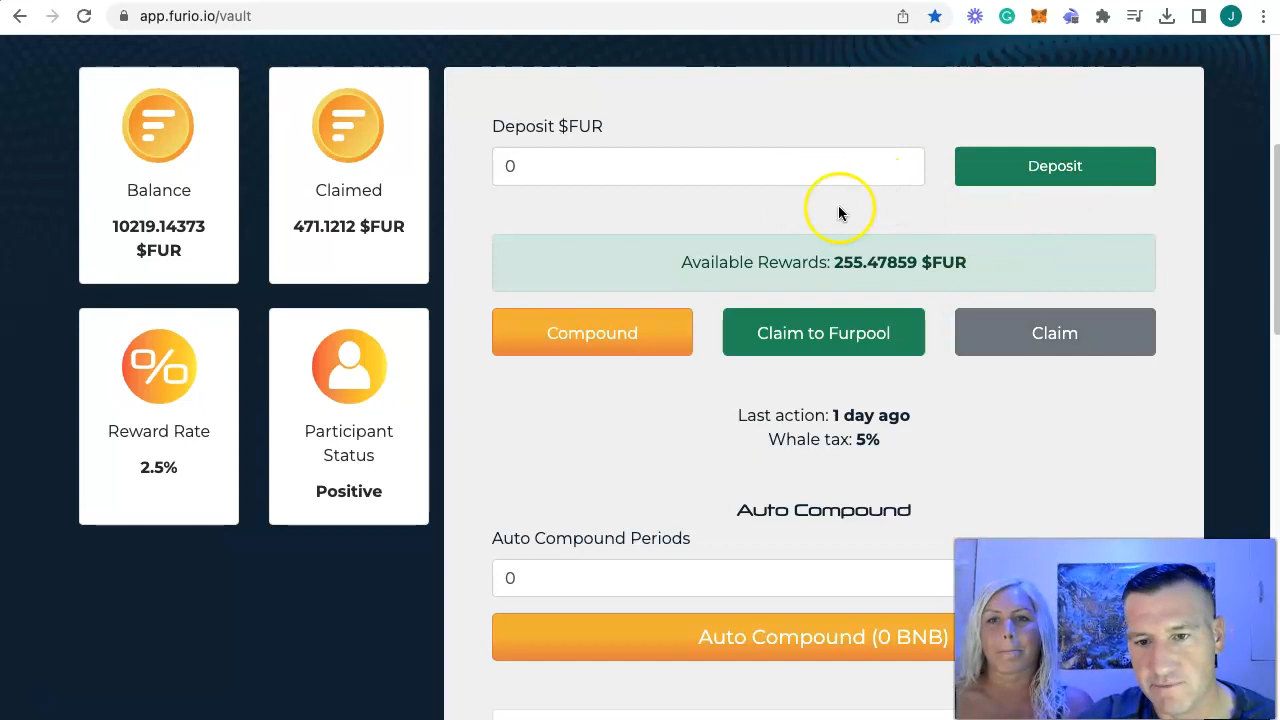 app.furio.io/vault
J
Balance
10219.14373
$FUR
Claimed
471.1212 $FUR
Reward Rate
2.5%
Participant
Status
Positive
Deposit $FUR
0
Deposit
Available Rewards: 255.47859 $FUR
Compound
Claim to Furpool
Claim
Last action: 1 day ago
Whale tax: 5%
Auto Compound
Auto Compound Periods
0
Auto Compound (0 BNB)